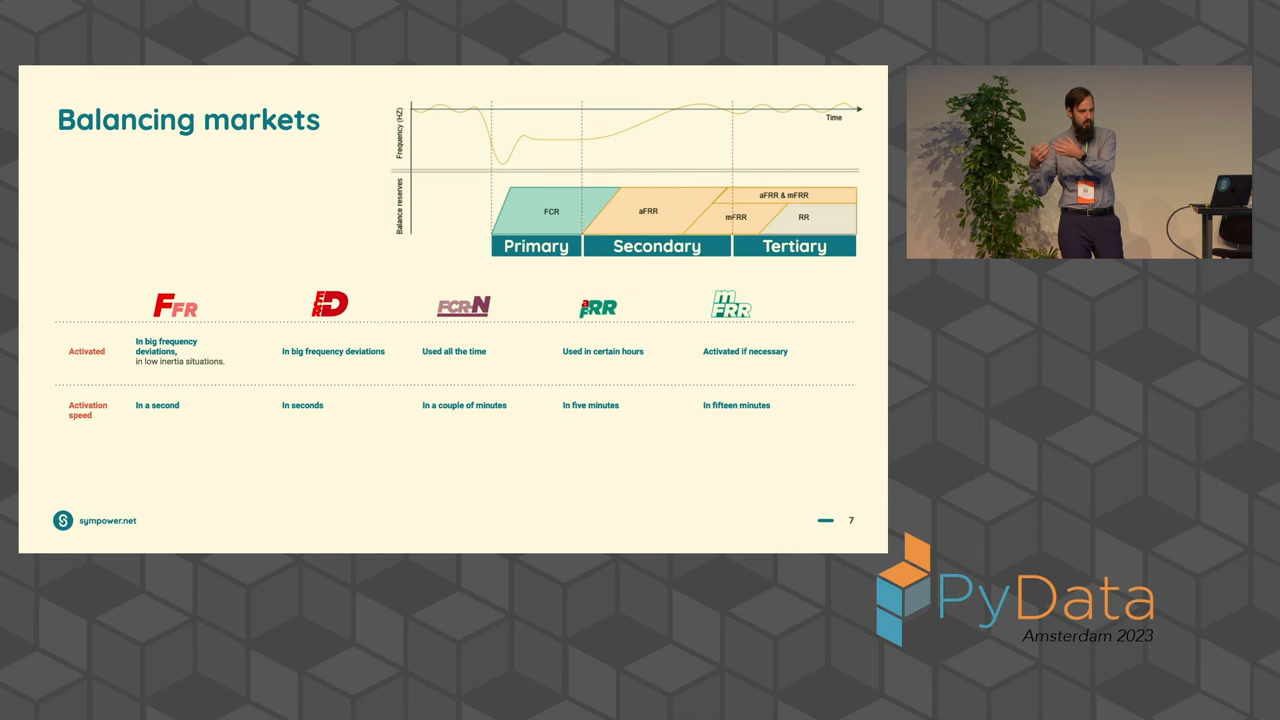 Balancing markets
Frequency (HZ)
Time
Balance reserves
FCR
aFRR
mFRR
aFRR & mFRR
RR
Primary
Secondary
Tertiary
FFR
FCR-N
aFRR
mFRR
Activated
In big frequency
deviations,
in low inertia situations.
In big frequency deviations
Used all the time
Used in certain hours
Activated if necessary
Activation
speed
In a second
In seconds
In a couple of minutes
In five minutes
In fifteen minutes
sympower.net
7
PyData
Amsterdam 2023